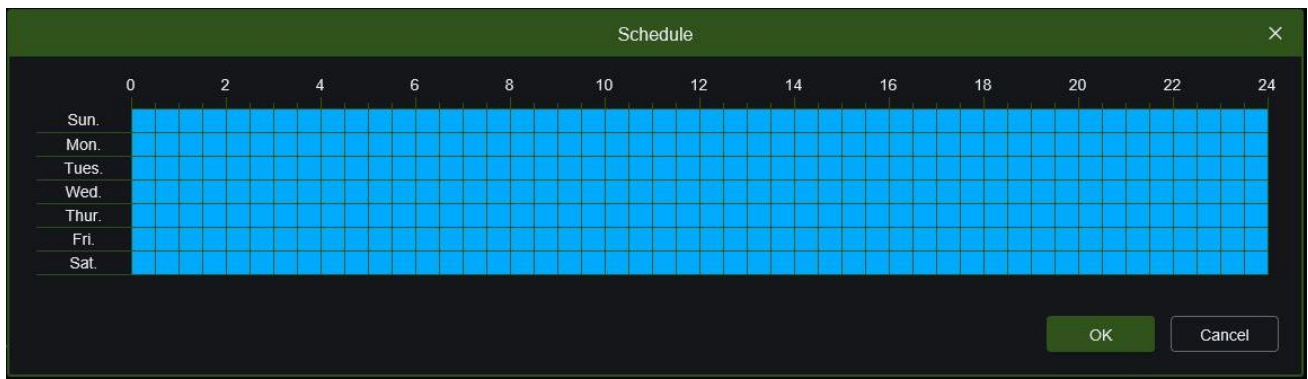 Schedule
0 2 4 6 8 10 12 14 16 18 20 22 24
Sun.
Mon.
Tues.
Wed.
Thur.
Fri.
Sat.
OK Cancel